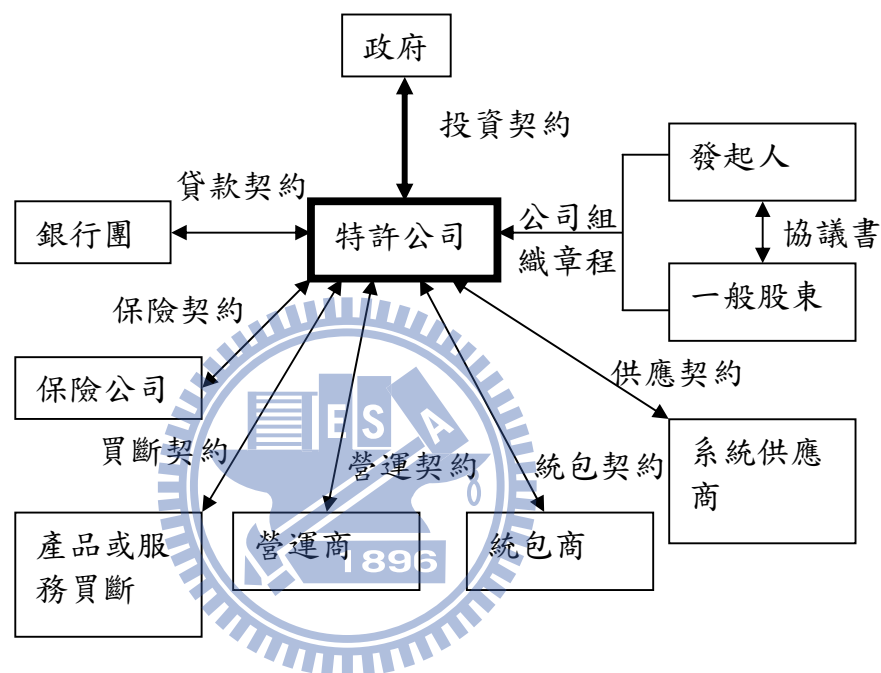 政府
投資契約
發起人
貸款契約
銀行團
特許公司
公司組
織章程
協議書
一般股東
保險契約
保險公司
供應契約
ESA
買斷契約
營運契約
統包契約
系統供應
商
產品或服
務買斷
營運商
統包商
1896